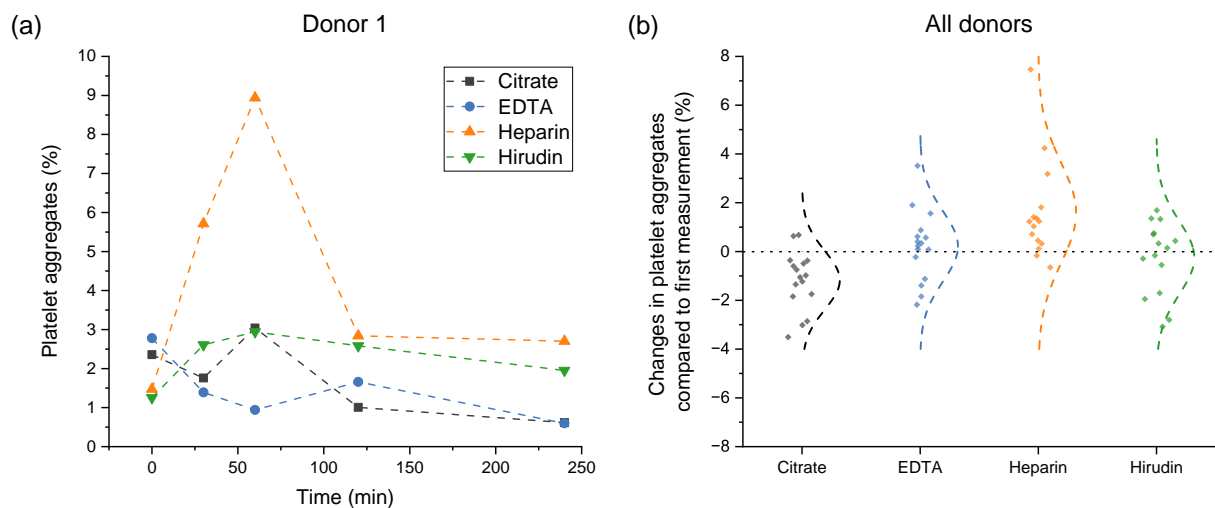 (a)
Donor 1
Platelet aggregates (%)
10
9
8
7
6
5
4
3
2
1
0
0
50
100
150
200
250
Time (min)
Citrate
EDTA
Heparin
Hirudin
(b)
All donors
Changes in platelet aggregates
compared to first measurement (%)
8
6
4
2
0
−2
−4
−6
−8
Citrate
EDTA
Heparin
Hirudin